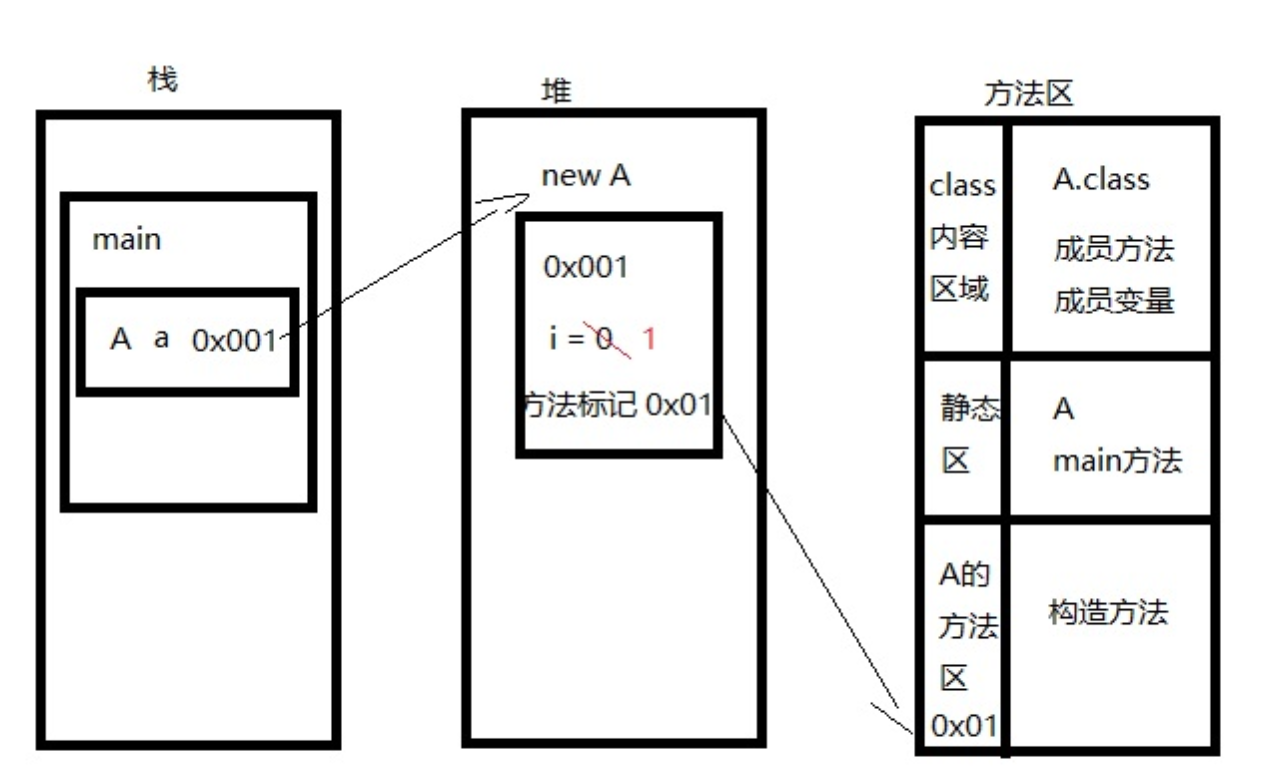 栈
main
A a 0x001
堆
new A
0x001
i = 0 1
方法标记 0x01
方法区
class
内容
区域
A.class
成员方法
成员变量
静态
区
A
main方法
A的
方法
区
0x01
构造方法